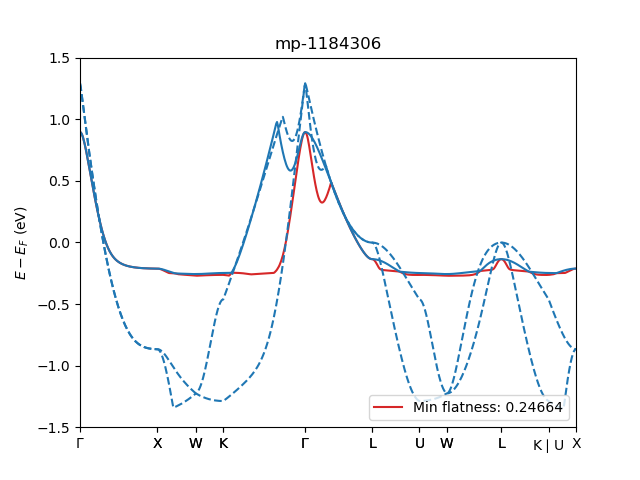 mp-1184306
E − E_F (eV)
1.5
1.0
0.5
0.0
−0.5
−1.0
−1.5
Min flatness: 0.24664
Γ X W K Γ L U W L K | U X